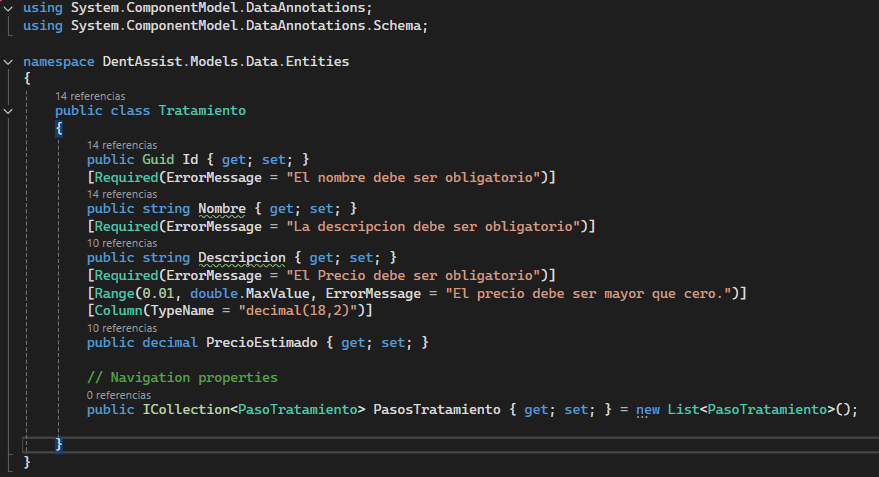 using System.ComponentModel.DataAnnotations;
using System.ComponentModel.DataAnnotations.Schema;
namespace DentAssist.Models.Data.Entities
{
14 referencias
public class Tratamiento
{
14 referencias
public Guid Id { get; set; }
[Required(ErrorMessage = "El nombre debe ser obligatorio")]
14 referencias
public string Nombre { get; set; }
[Required(ErrorMessage = "La descripcion debe ser obligatorio")]
10 referencias
public string Descripcion { get; set; }
[Required(ErrorMessage = "El Precio debe ser obligatorio")]
[Range(0.01, double.MaxValue, ErrorMessage = "El precio debe ser mayor que cero.")]
[Column(TypeName = "decimal(18,2)")]
10 referencias
public decimal PrecioEstimado { get; set; }
// Navigation properties
0 referencias
public ICollection<PasoTratamiento> PasosTratamiento { get; set; } = new List<PasoTratamiento>();
}
}